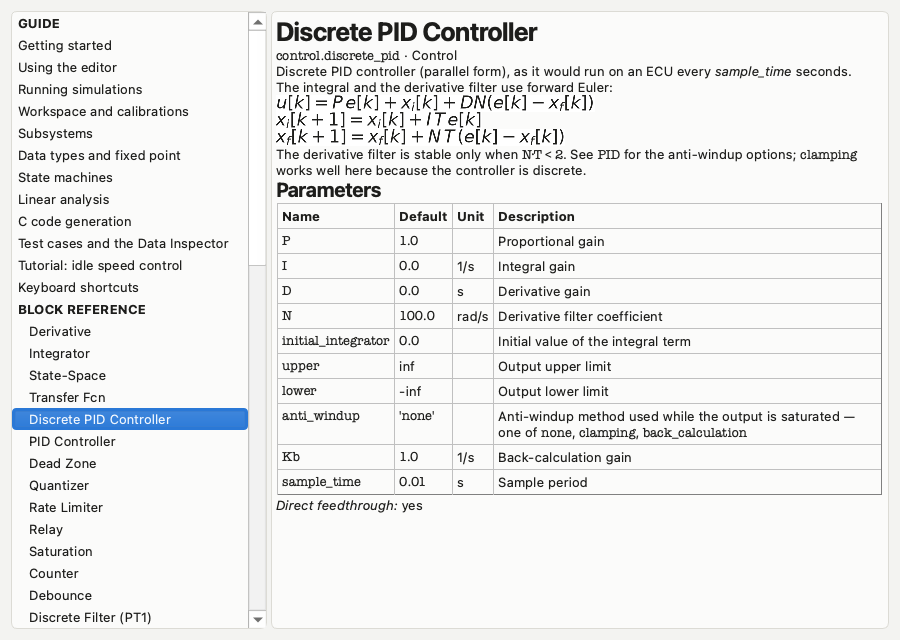 GUIDE
Getting started
Using the editor
Running simulations
Workspace and calibrations
Subsystems
Data types and fixed point
State machines
Linear analysis
C code generation
Test cases and the Data Inspector
Tutorial: idle speed control
Keyboard shortcuts
BLOCK REFERENCE
Derivative
Integrator
State-Space
Transfer Fcn
Discrete PID Controller
PID Controller
Dead Zone
Quantizer
Rate Limiter
Relay
Saturation
Counter
Debounce
Discrete Filter (PT1)
Discrete PID Controller
control.discrete_pid · Control
Discrete PID controller (parallel form), as it would run on an ECU every sample_time seconds.
The integral and the derivative filter use forward Euler:
u[k] = P e[k] + x_i[k] + D N (e[k] − x_f[k])
x_i[k + 1] = x_i[k] + I T e[k]
x_f[k + 1] = x_f[k] + N T (e[k] − x_f[k])
The derivative filter is stable only when N·T < 2. See PID for the anti-windup options; clamping
works well here because the controller is discrete.
Parameters
Name Default Unit Description
P 1.0 Proportional gain
I 0.0 1/s Integral gain
D 0.0 s Derivative gain
N 100.0 rad/s Derivative filter coefficient
initial_integrator 0.0 Initial value of the integral term
upper inf Output upper limit
lower -inf Output lower limit
anti_windup 'none' Anti-windup method used while the output is saturated —
one of none, clamping, back_calculation
Kb 1.0 1/s Back-calculation gain
sample_time 0.01 s Sample period
Direct feedthrough: yes